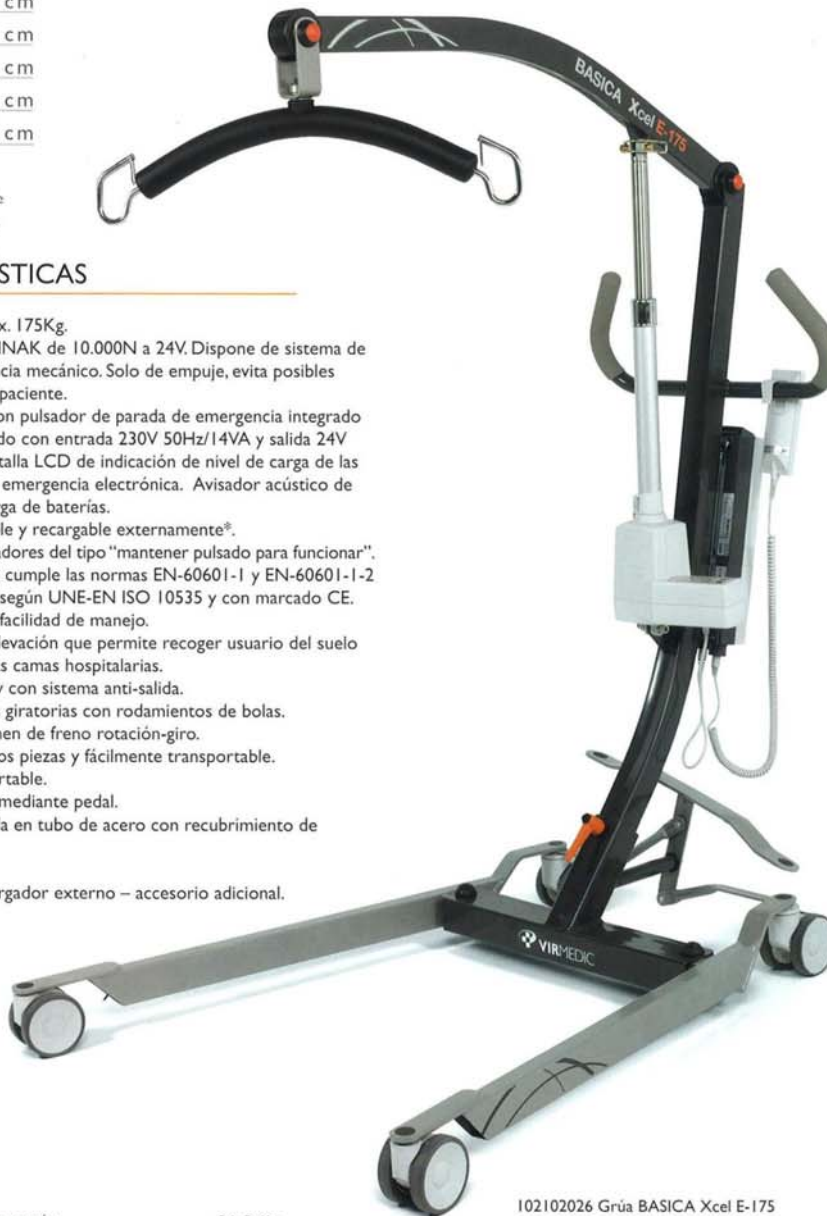 cm
cm
cm
cm
cm
BASICA Xcel E-175
STICAS
x. 175Kg.
INAK de 10.000N a 24V. Dispone de sistema de
cia mecánico. Solo de empuje, evita posibles
paciente.
on pulsador de parada de emergencia integrado
do con entrada 230V 50Hz/14VA y salida 24V
talla LCD de indicación de nivel de carga de las
emergencia electrónica. Avisador acústico de
rga de baterías.
le y recargable externamente*.
adores del tipo "mantener pulsado para funcionar".
cumple las normas EN-60601-1 y EN-60601-1-2
según UNE-EN ISO 10535 y con marcado CE.
facilidad de manejo.
levación que permite recoger usuario del suelo
as camas hospitalarias.
y con sistema anti-salida.
s giratorias con rodamientos de bolas.
nen de freno rotación-giro.
os piezas y fácilmente transportable.
rtable.
mediante pedal.
a en tubo de acero con recubrimiento de
rgador externo – accesorio adicional.
VIRMEDIC
102102026 Grúa BASICA Xcel E-175